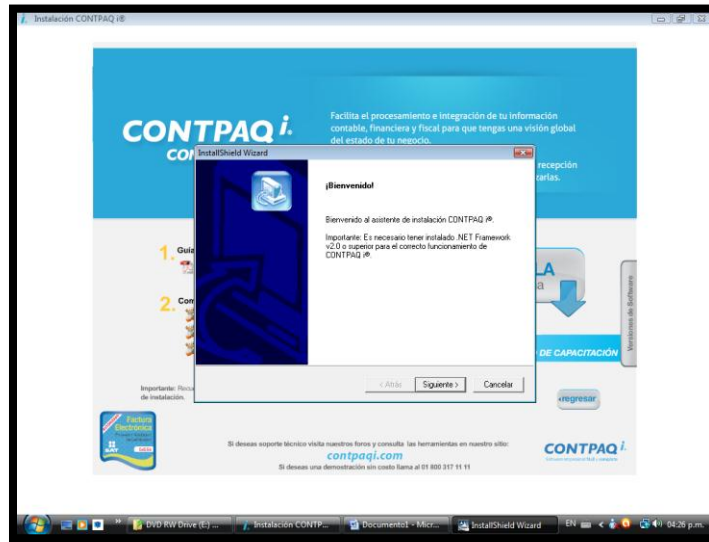 Instalación CONTPAQ i®
CONTPAQ i.
Facilita el procesamiento e integración de tu información
contable, financiera y fiscal para que tengas una visión global
del estado de tu negocio.
recepción
InstallShield Wizard
¡Bienvenido!
Bienvenido al asistente de instalación CONTPAQ i®.
Importante: Es necesario tener instalado .NET Framework
v2.0 o superior para el correcto funcionamiento de
CONTPAQ i®.
< Atrás
Siguiente >
Cancelar
1. Guía
2. Com
LA
Versiones de Software
DE CAPACITACIÓN
Importante:
de instalación.
‹regresar
Factura
Electrónica
SAT
Si deseas soporte técnico visita nuestros foros y consulta las herramientas en nuestro sitio:
contpaqi.com
Si deseas una demostración sin costo llama al 01 800 317 11 11
CONTPAQ i.
DVD RW Drive (E:) ...
Instalación CONTP...
Documento1 - Micr...
InstallShield Wizard
EN
04:26 p.m.